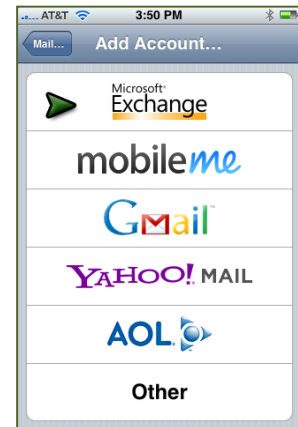 AT&T 3:50 PM
Mail... Add Account...
Microsoft
Exchange
mobileme
Gmail
YAHOO! MAIL
AOL
Other